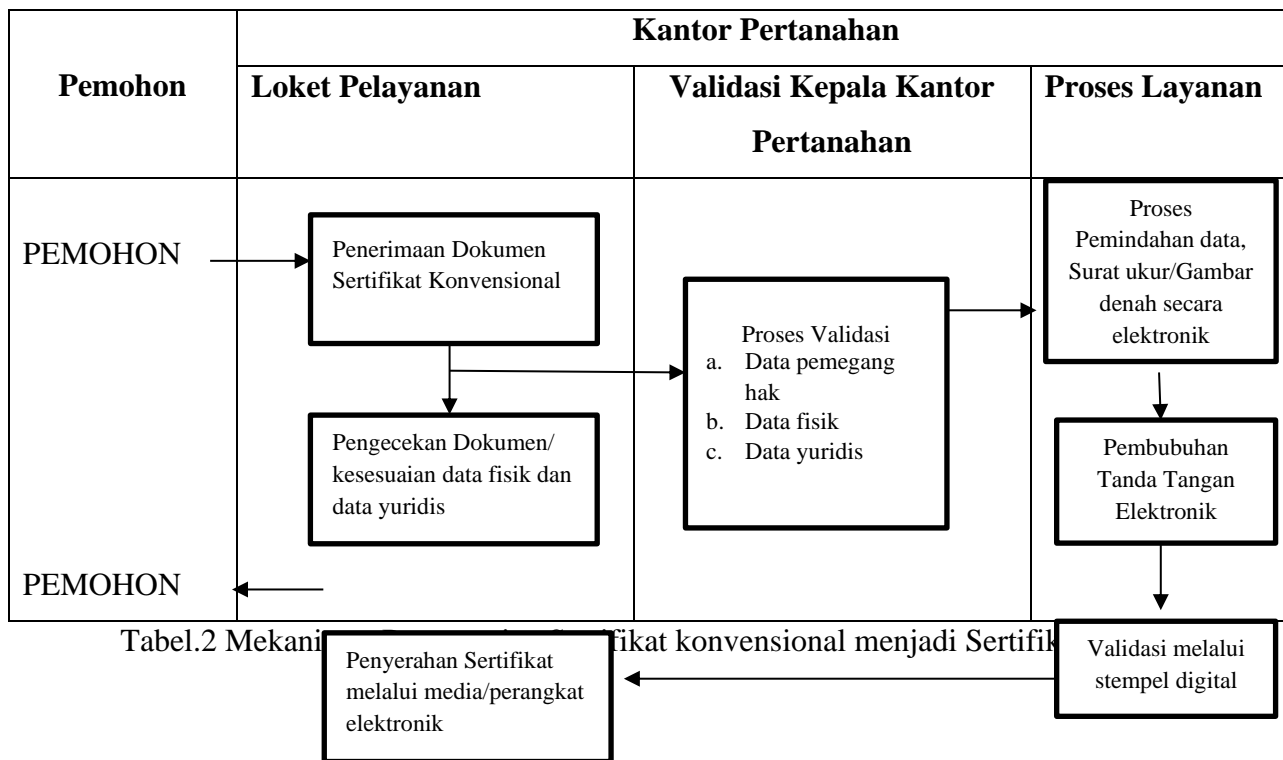 Kantor Pertanahan
Pemohon
Loket Pelayanan
Validasi Kepala Kantor
Pertanahan
Proses Layanan
PEMOHON
Penerimaan Dokumen
Sertifikat Konvensional
Pengecekan Dokumen/
kesesuaian data fisik dan
data yuridis
Proses Validasi
a. Data pemegang
hak
b. Data fisik
c. Data yuridis
Proses
Pemindahan data,
Surat ukur/Gambar
denah secara
elektronik
Pembubuhan
Tanda Tangan
Elektronik
Validasi melalui
stempel digital
Penyerahan Sertifikat
melalui media/perangkat
elektronik
PEMOHON
Tabel.2 konvensional menjadi